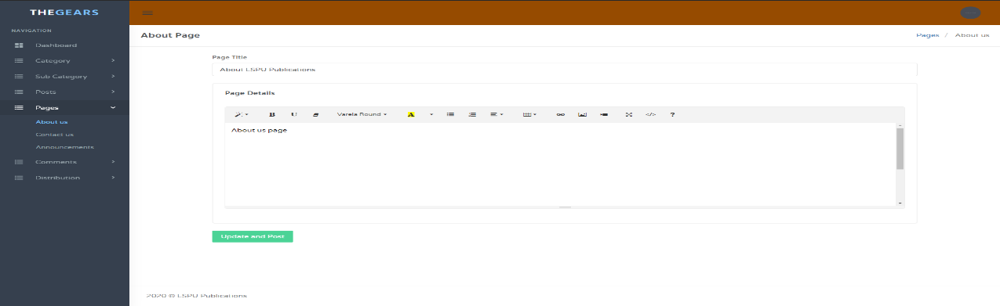 THEGEARS
NAVIGATION
Dashboard
Category
Sub Category
Posts
Pages
About us
Contact us
Announcements
Comments
Distribution
About Page
Pages / About us
Page Title
About LSPU Publications
Page Details
B U Varela Round A </> ?
About us page
Update and Post
2020 © LSPU Publications